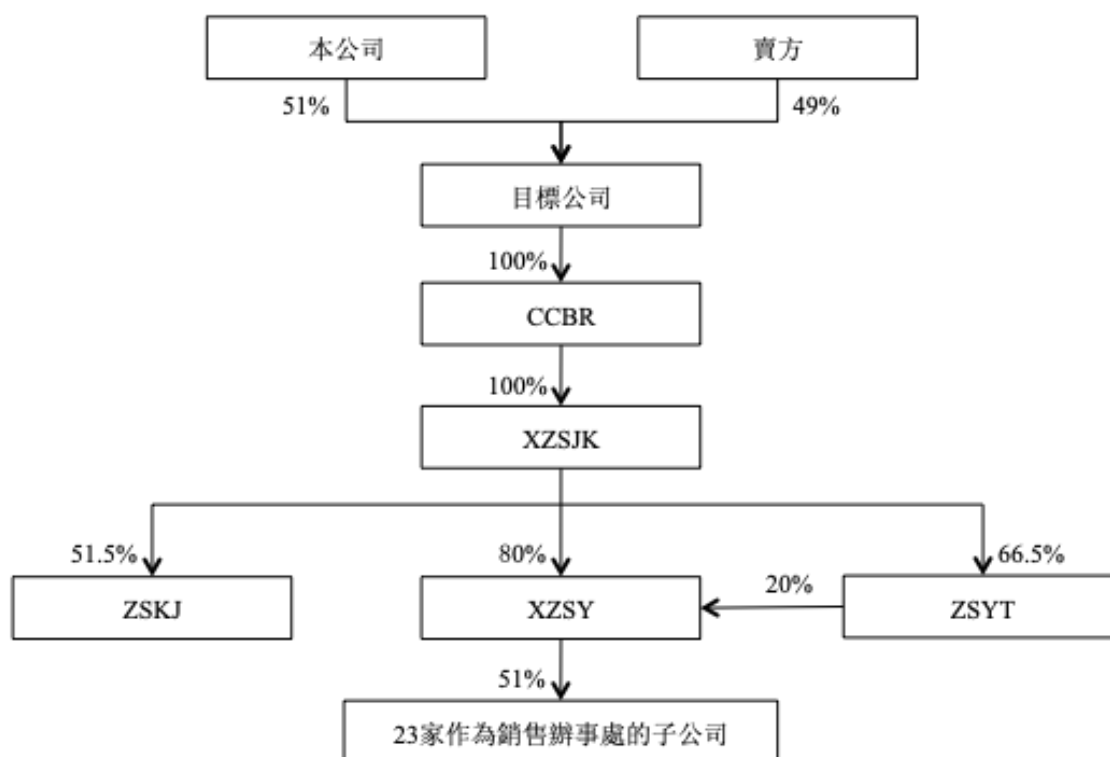 本公司
賣方
51%
49%
目標公司
100%
CCBR
100%
XZSJK
51.5%
80%
66.5%
ZSKJ
XZSY
20%
ZSYT
51%
23家作為銷售辦事處的子公司